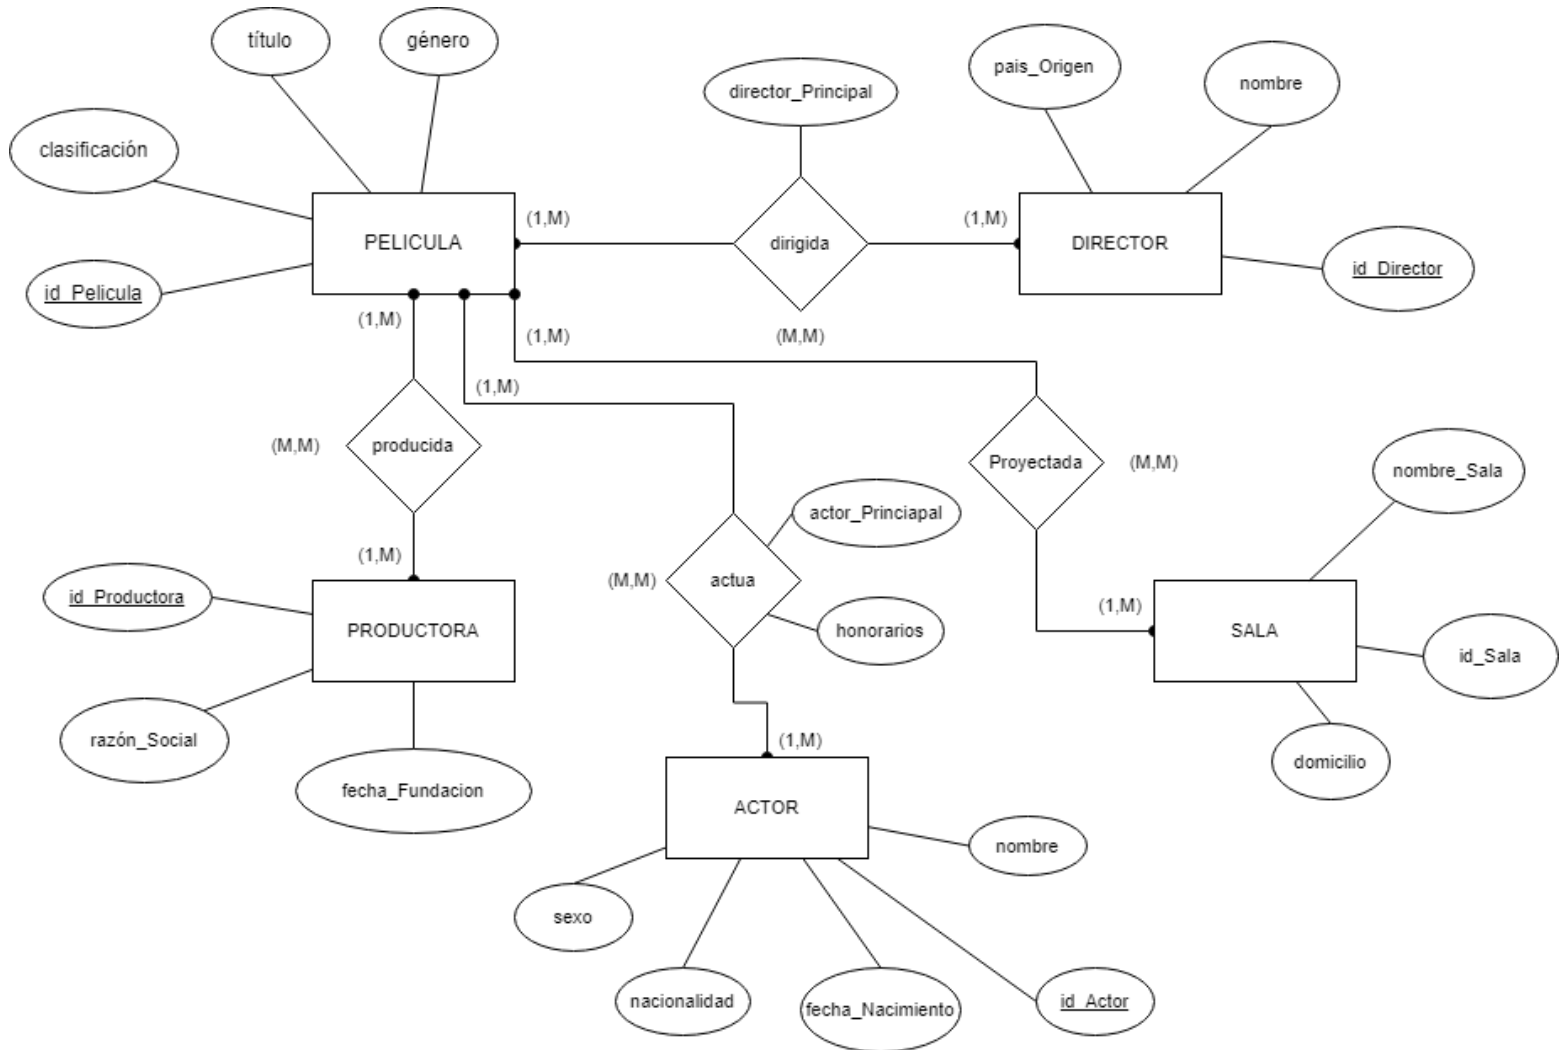 título
género
pais_Origen
nombre
director_Principal
clasificación
PELICULA
(1,M)
dirigida
(1,M)
DIRECTOR
id_Pelicula
id_Director
(1,M)
(1,M)
(M,M)
(1,M)
(M,M)
producida
Proyectada
(M,M)
nombre_Sala
actor_Princiapal
(1,M)
(M,M)
actua
id_Productora
PRODUCTORA
(1,M)
SALA
honorarios
id_Sala
razón_Social
fecha_Fundacion
(1,M)
domicilio
ACTOR
nombre
sexo
nacionalidad
fecha_Nacimiento
id_Actor